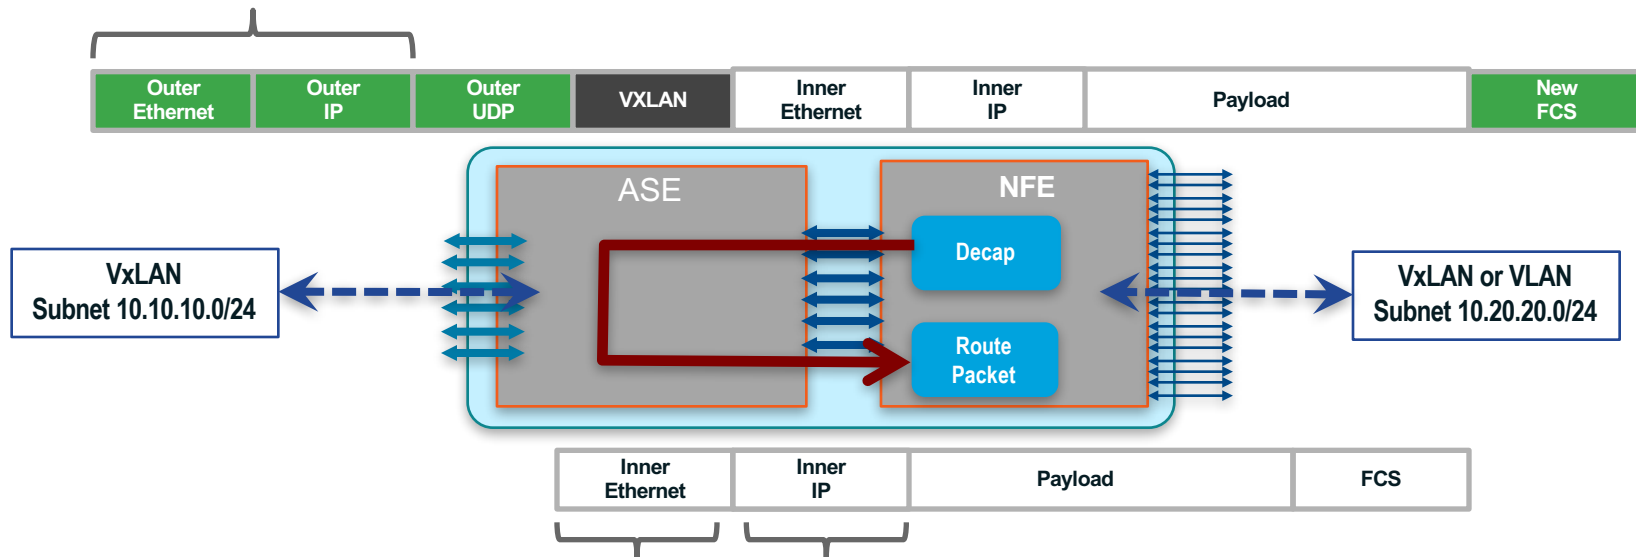 Outer
Ethernet
Outer
IP
Outer
UDP
VXLAN
Inner
Ethernet
Inner
IP
Payload
New
FCS
ASE
NFE
Decap
Route
Packet
VxLAN
Subnet 10.10.10.0/24
VxLAN or VLAN
Subnet 10.20.20.0/24
Inner
Ethernet
Inner
IP
Payload
FCS